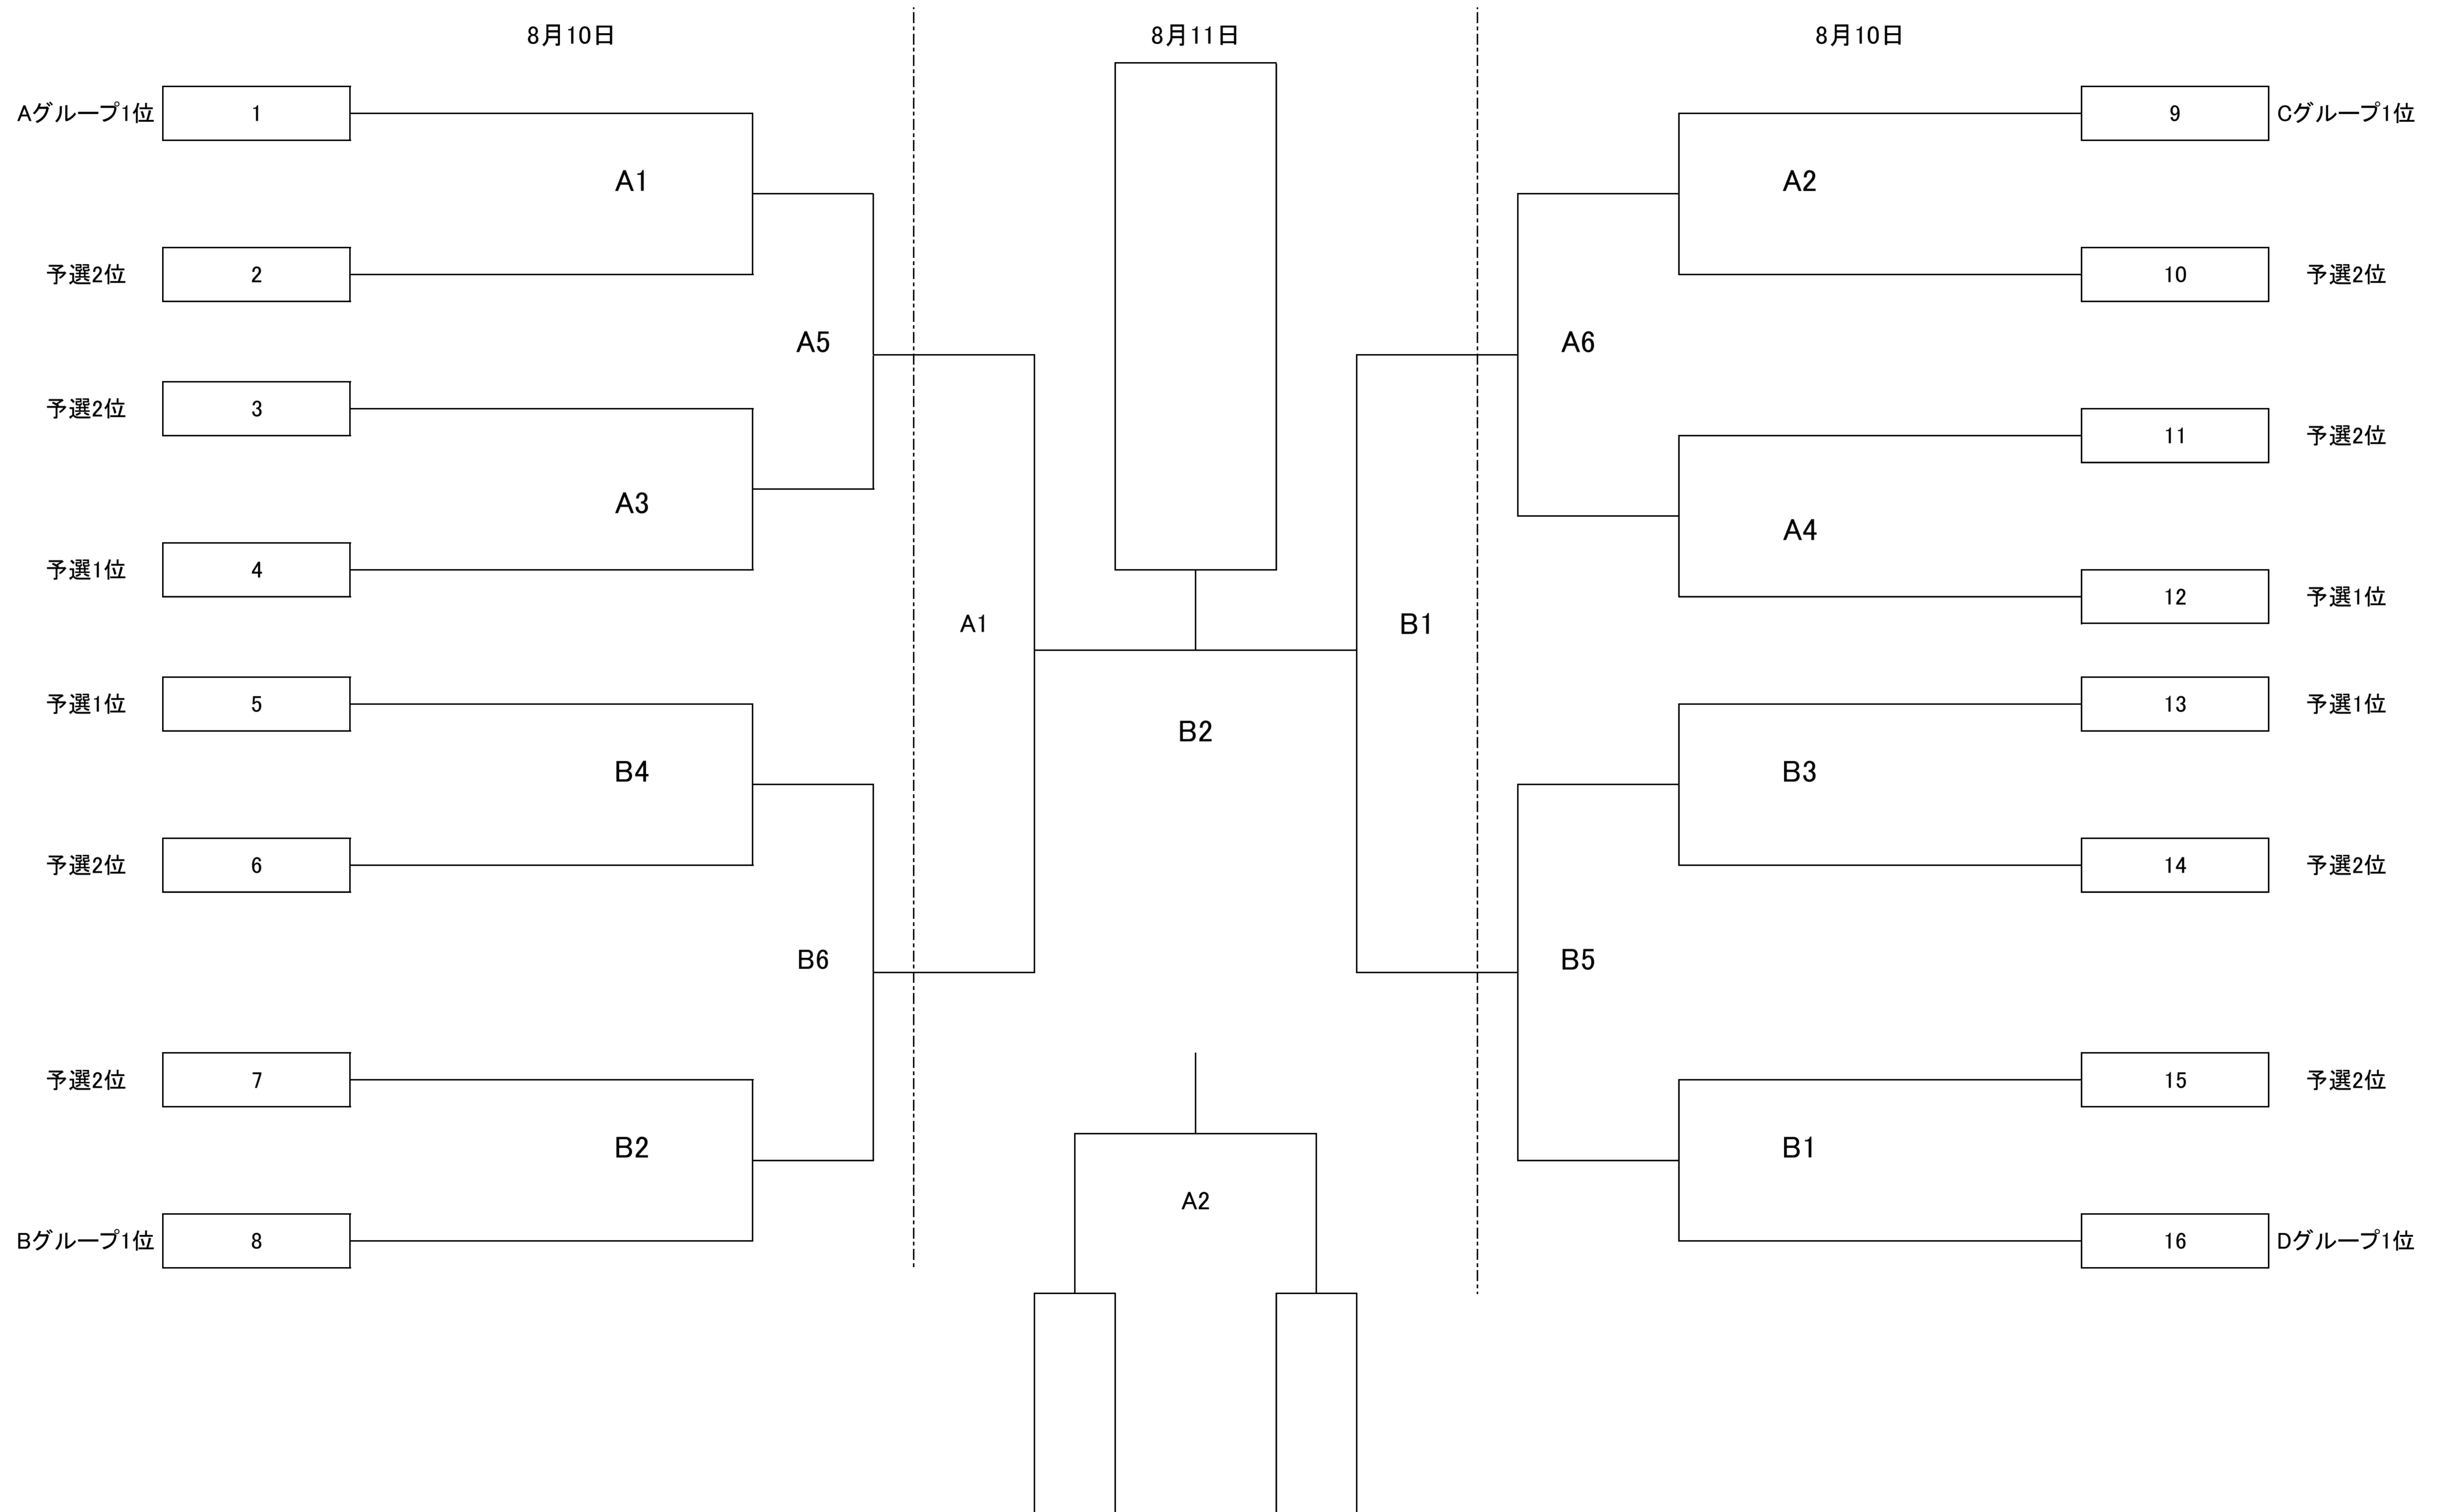 8月10日
8月11日
8月10日
Aグループ1位 1
9 Cグループ1位
A1
A2
予選2位 2
10 予選2位
A5
A6
予選2位 3
11 予選2位
A3
A4
予選1位 4
12 予選1位
A1
B1
予選1位 5
13 予選1位
B2
B4
B3
予選2位 6
14 予選2位
B6
B5
予選2位 7
15 予選2位
B2
B1
A2
Bグループ1位 8
16 Dグループ1位